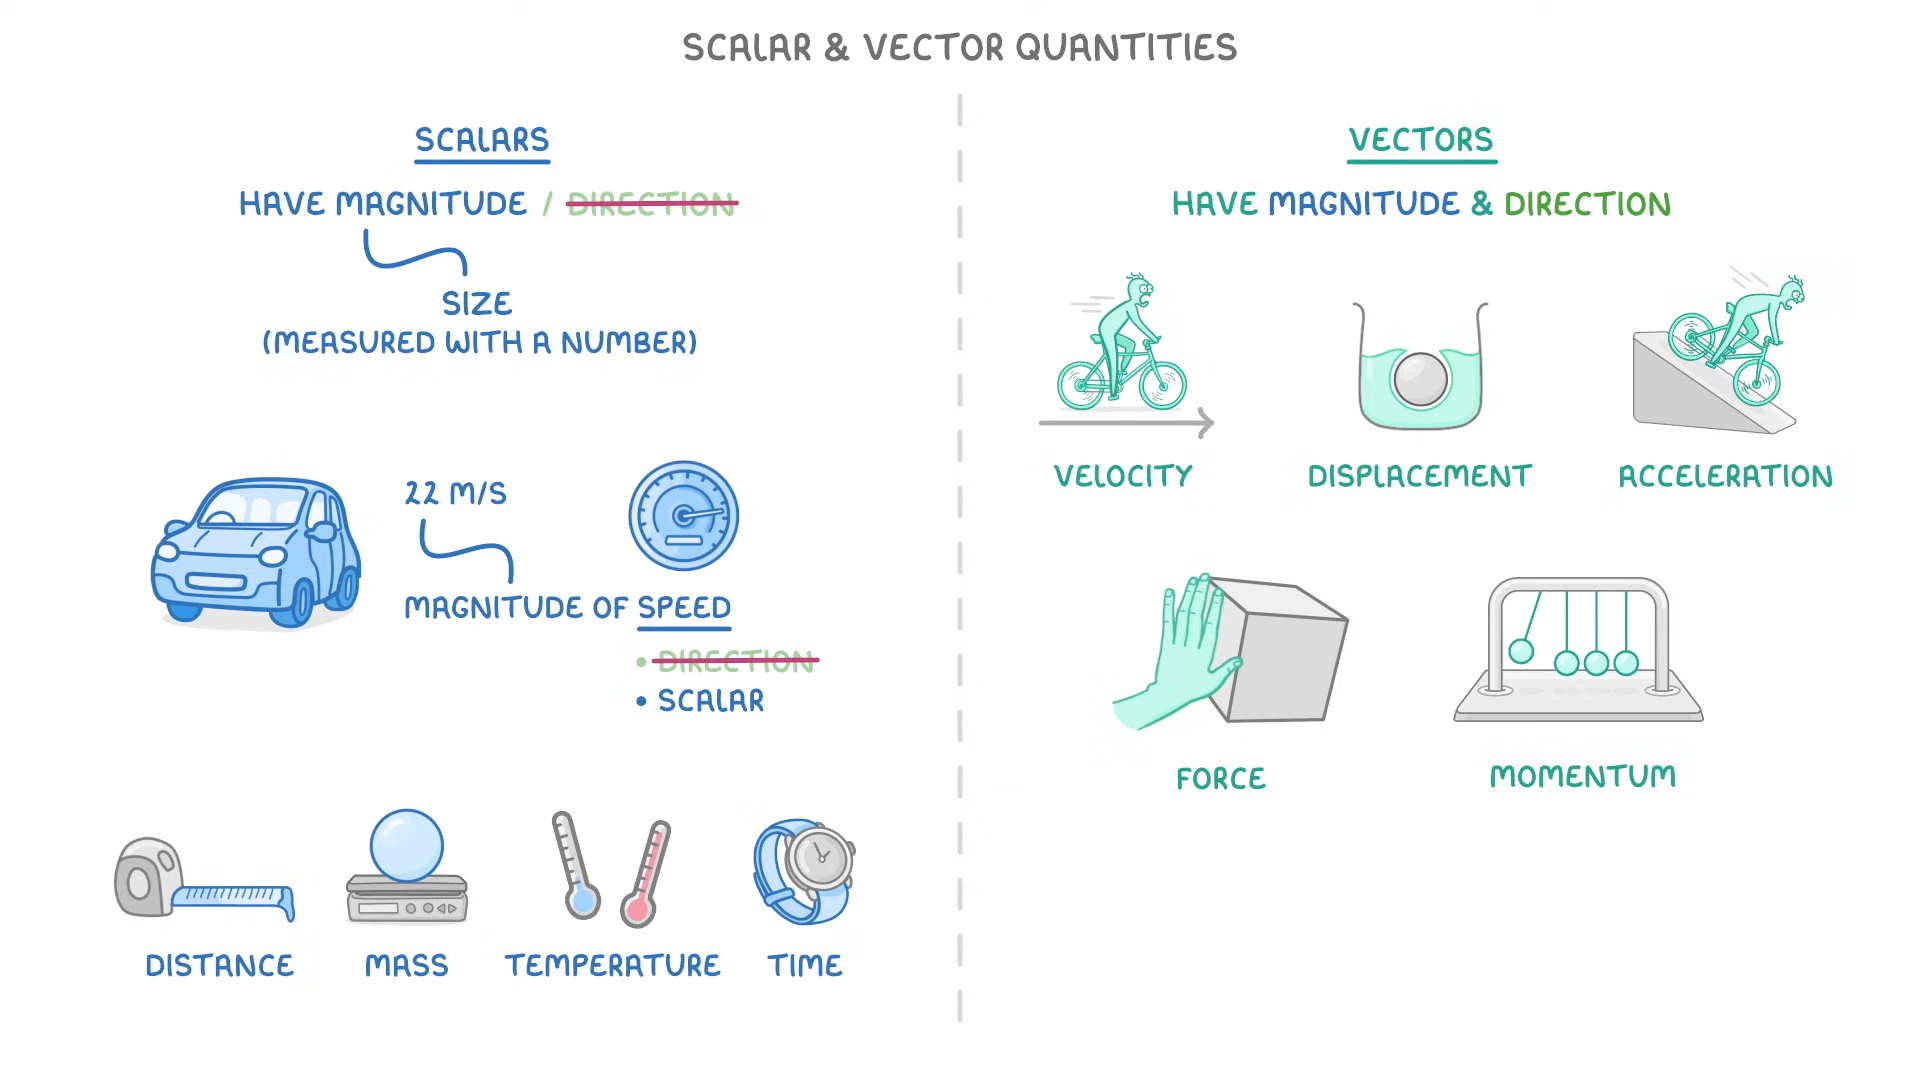 SCALAR & VECTOR QUANTITIES
SCALARS
HAVE MAGNITUDE / DIRECTION
SIZE
(MEASURED WITH A NUMBER)
22 M/S
MAGNITUDE OF SPEED
• DIRECTION
• SCALAR
DISTANCE
MASS
TEMPERATURE
TIME
VECTORS
HAVE MAGNITUDE & DIRECTION
VELOCITY
DISPLACEMENT
ACCELERATION
FORCE
MOMENTUM